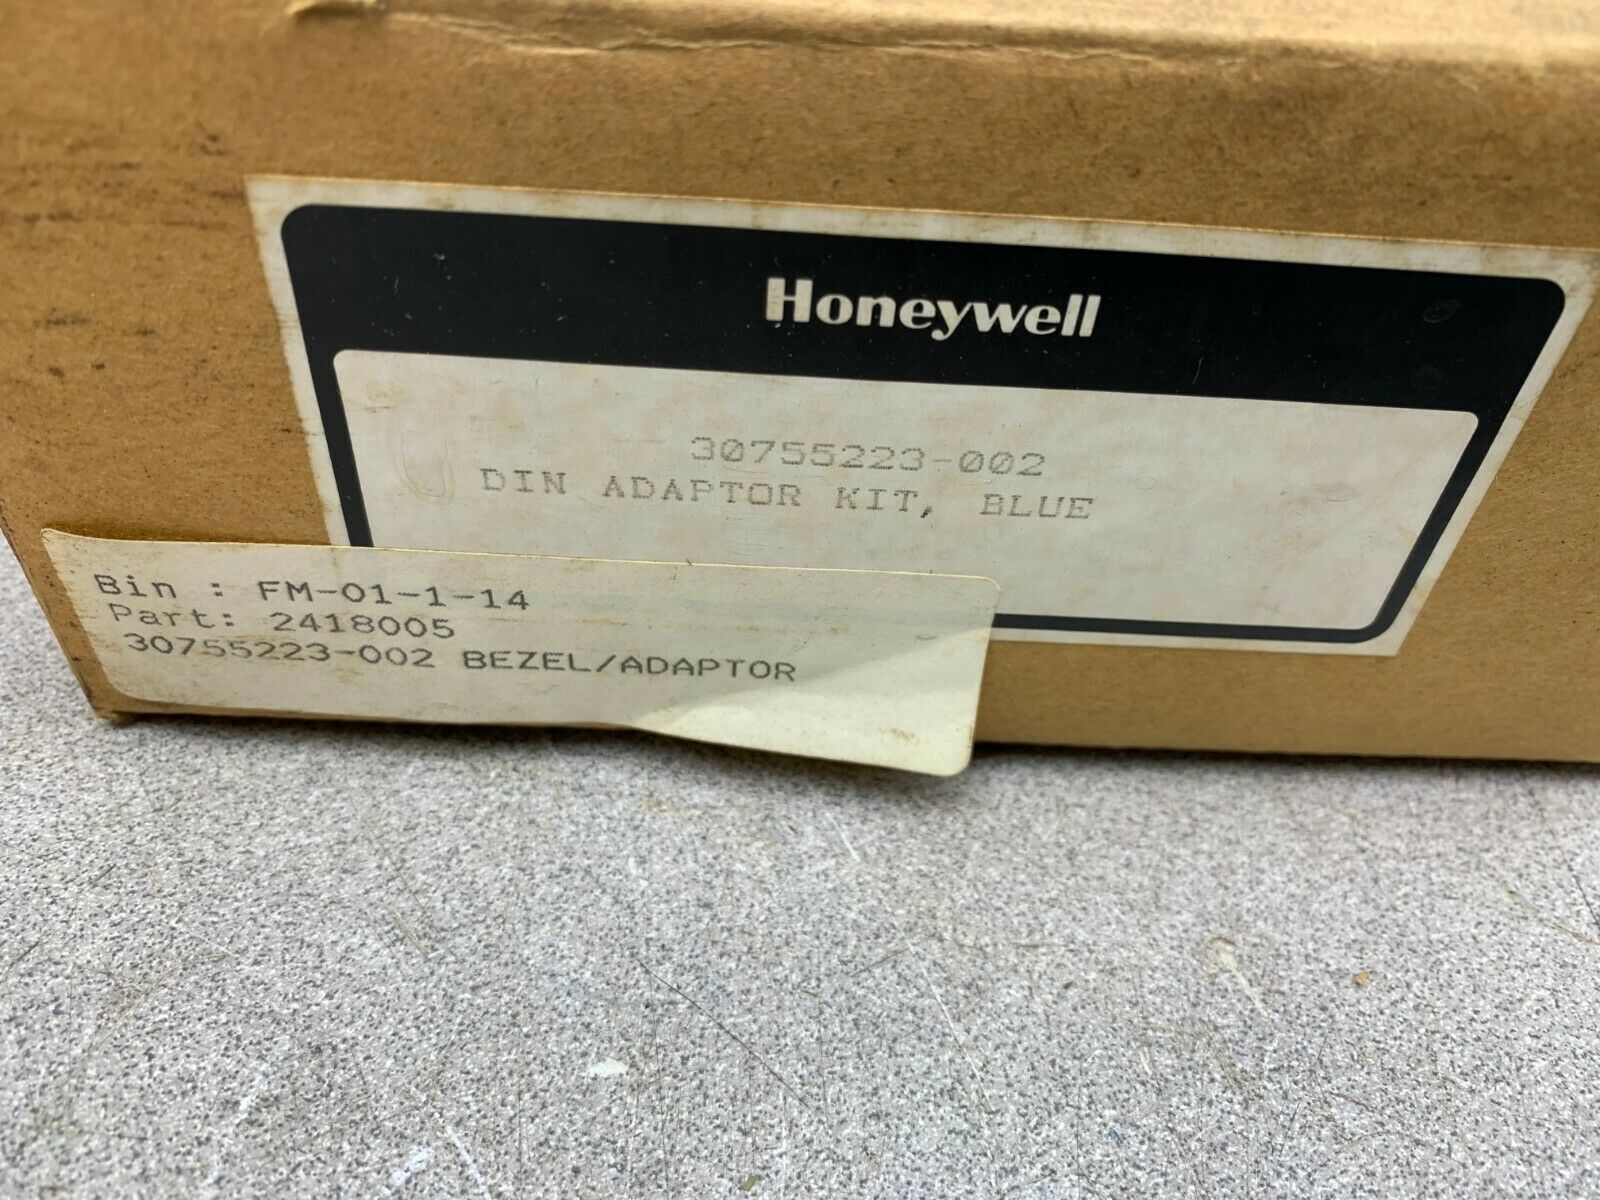 Honeywell
30755223-002
DIN ADAPTOR KIT, BLUE
Bin : FM-01-1-14
Part: 2418005
30755223-002 BEZEL/ADAPTOR